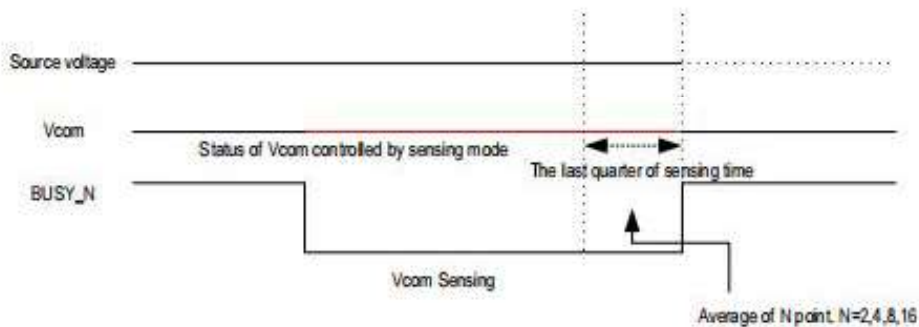 Source voltage
Vcom
Status of Vcom controlled by sensing mode
The last quarter of sensing time
BUSY_N
Vcom Sensing
Average of N point. N=2,4,8,16